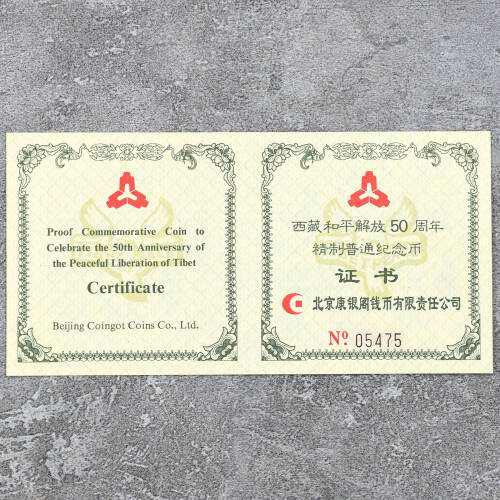 Proof Commemorative Coin to
Celebrate the 50th Anniversary of
the Peaceful Liberation of Tibet
Certificate
Beijing Coingot Coins Co., Ltd.
西藏和平解放50周年
精制普通纪念币
证书
北京康银阁钱币有限责任公司
Nº 05475